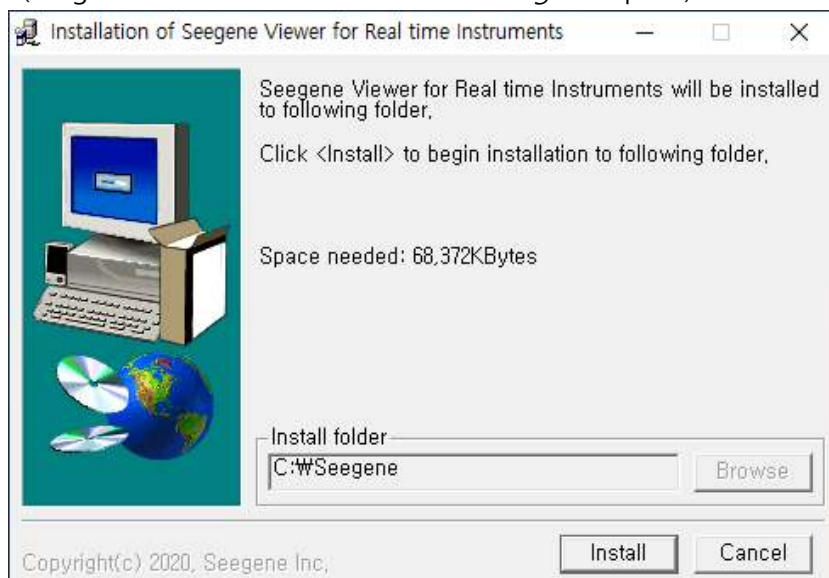 Installation of Seegene Viewer for Real time Instruments
Seegene Viewer for Real time Instruments will be installed
to following folder,
Click <Install> to begin installation to following folder,
Space needed: 68,372KBytes
Install folder
C:₩Seegene
Browse
Copyright(c) 2020, Seegene Inc,
Install
Cancel